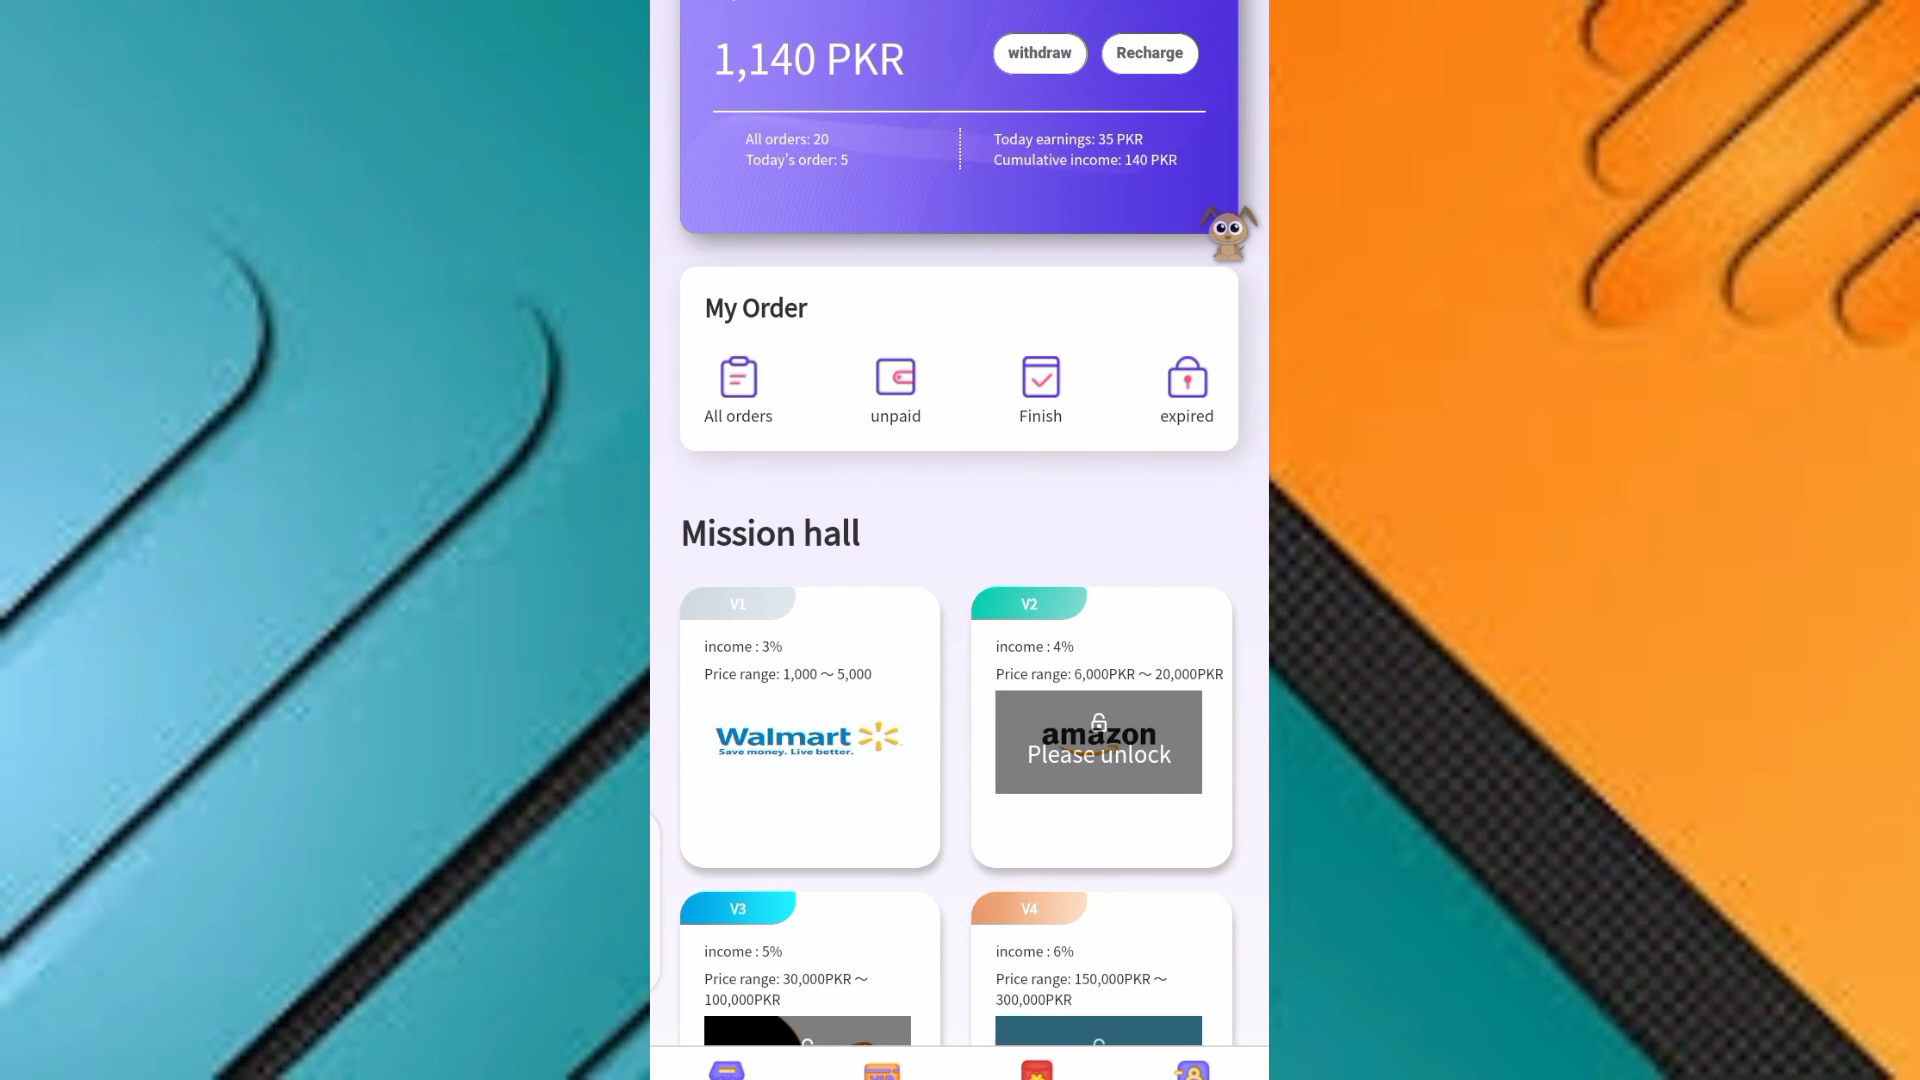 1,140 PKR
withdraw
Recharge
All orders: 20
Today's order: 5
Today earnings: 35 PKR
Cumulative income: 140 PKR
My Order
All orders
unpaid
Finish
expired
Mission hall
V1
income : 3%
Price range: 1,000 ～ 5,000
Walmart
Save money. Live better.
V2
income : 4%
Price range: 6,000PKR ～ 20,000PKR
amazon
Please unlock
V3
income : 5%
Price range: 30,000PKR ～
100,000PKR
V4
income : 6%
Price range: 150,000PKR ～
300,000PKR